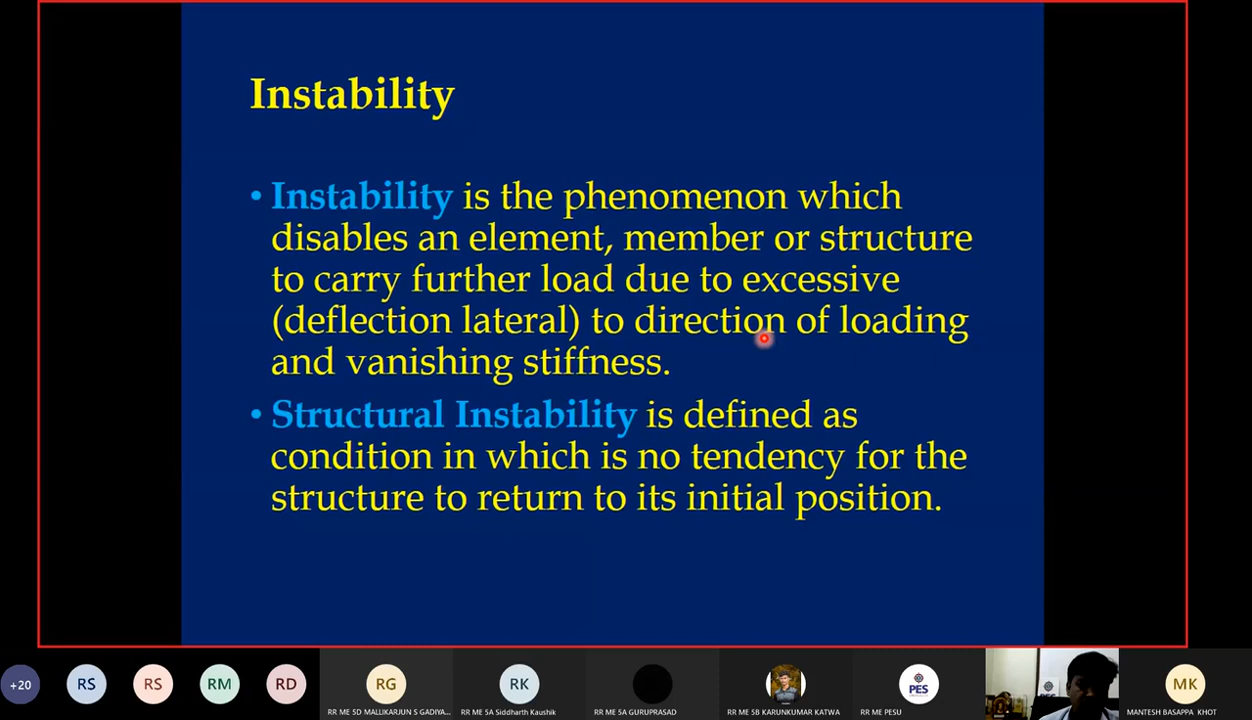 Instability
• Instability is the phenomenon which
disables an element, member or structure
to carry further load due to excessive
(deflection lateral) to direction of loading
and vanishing stiffness.
• Structural Instability is defined as
condition in which is no tendency for the
structure to return to its initial position.
+20
RS
RS
RM
RD
RG
RK
PES
MK
RR ME 5D MALLIKARJUN S GADIYA...
RR ME 5A Siddharth Kaushik
RR ME 5A GURUPRASAD
RR ME 5B KARUNKUMAR KATWA
RR ME PESU
MANTESH BASAPPA KHOT